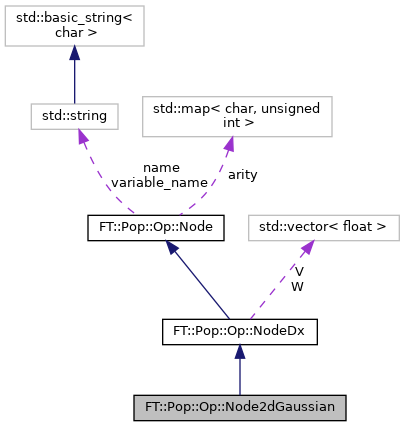 std::basic_string<
char >
std::string
std::map< char, unsigned
int >
name
variable_name
arity
FT::Pop::Op::Node
std::vector< float >
V
W
FT::Pop::Op::NodeDx
FT::Pop::Op::Node2dGaussian